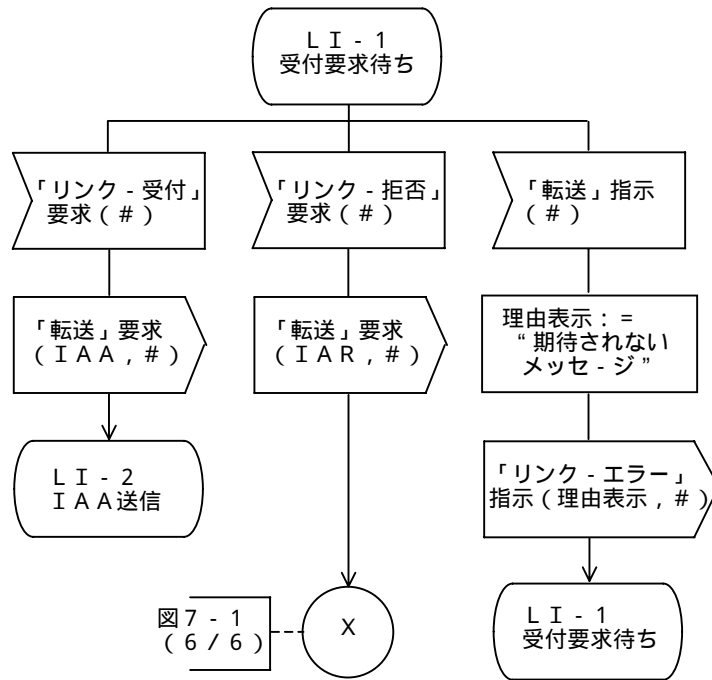 ＬＩ - １
受付要求待ち
「リンク - 受付」
要求（＃）
「リンク - 拒否」
要求（＃）
「転送」指示
（＃）
「転送」要求
（ＩＡＡ，＃）
「転送」要求
（ＩＡＲ，＃）
理由表示：＝
“期待されない
メッセ - ジ”
ＬＩ - ２
ＩＡＡ送信
「リンク - エラー」
指示（理由表示，＃）
図７ - １
（６／６）
Ｘ
ＬＩ - １
受付要求待ち